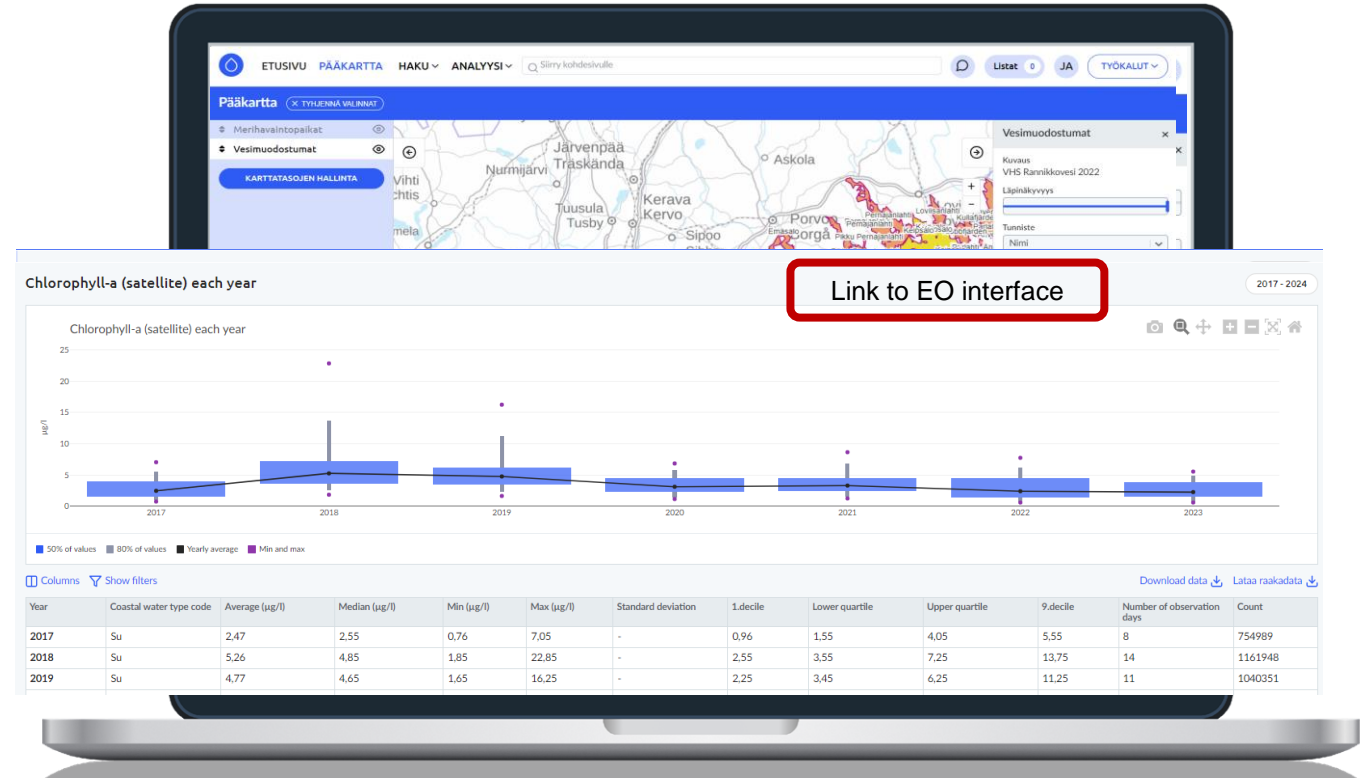 ETUSIVU PÄÄKARTTA HAKU ANALYYSI Siirry kohdesivulle Listat 0 JA TYÖKALUT
Pääkartta × TYHJENNÄ VALINNAT
Merihavaintopaikat
Vesimuodostumat
KARTTATASOJEN HALLINTA
Järvenpää
Träskända
Nurmijärvi
Askola
Vihti
Kerava
Kervo
Tuusula
Tusby
Sipoo
Porvoo
Emäsalo
Pernajanlahti
Loviisanlahti
Pikku Pernajanlahti
mela
Vesimuodostumat ×
Kuvaus
VHS Rannikkovesi 2022
Läpinäkyvyys
Tunniste
Nimi
Chlorophyll-a (satellite) each year
Link to EO interface
2017 - 2024
Chlorophyll-a (satellite) each year
25
20
15
10
5
0
µg/l
2017 2018 2019 2020 2021 2022 2023
50% of values 80% of values Yearly average Min and max
Columns Show filters Download data Lataa raakadata
Year Coastal water type code Average (µg/l) Median (µg/l) Min (µg/l) Max (µg/l) Standard deviation 1.decile Lower quartile Upper quartile 9.decile Number of observation days Count
2017 Su 2,47 2,55 0,76 7,05 - 0,96 1,55 4,05 5,55 8 754989
2018 Su 5,26 4,85 1,85 22,85 - 2,55 3,55 7,25 13,75 14 1161948
2019 Su 4,77 4,65 1,65 16,25 - 2,25 3,45 6,25 11,25 11 1040351